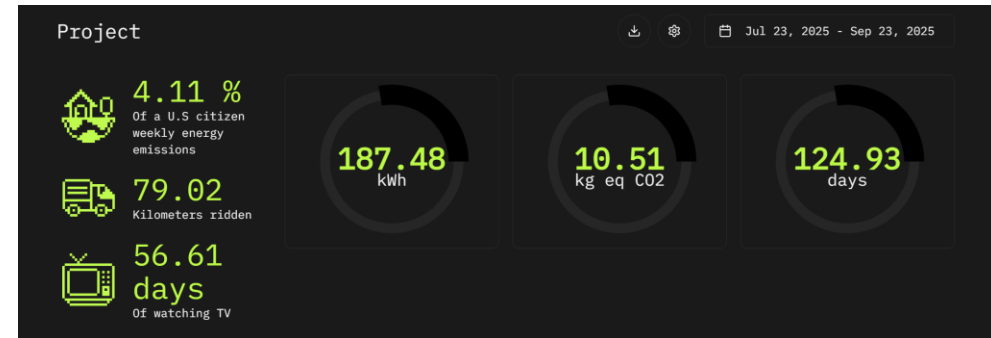 Project
Jul 23, 2025 - Sep 23, 2025
4.11 %
Of a U.S citizen
weekly energy
emissions
79.02
Kilometers ridden
56.61
days
Of watching TV
187.48
kWh
10.51
kg eq CO2
124.93
days